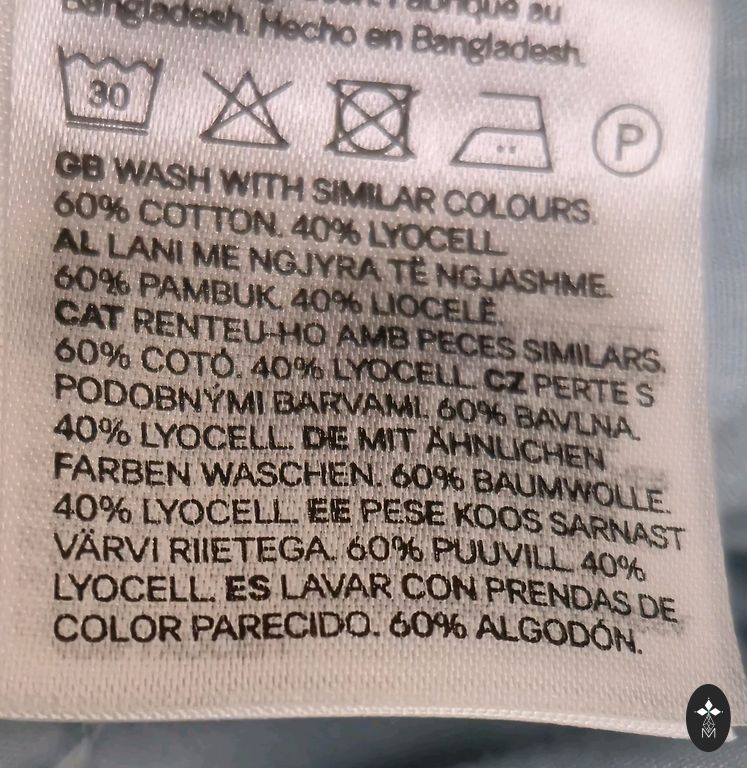 Fabriqué au
Bangladesh. Hecho en Bangladesh.
30 P
GB WASH WITH SIMILAR COLOURS.
60% COTTON. 40% LYOCELL.
AL LANI ME NGJYRA TË NGJASHME.
60% PAMBUK. 40% LIOCELË.
CAT RENTEU-HO AMB PECES SIMILARS.
60% COTÓ. 40% LYOCELL. CZ PERTE S
PODOBNÝMI BARVAMI. 60% BAVLNA.
40% LYOCELL. DE MIT ÄHNLICHEN
FARBEN WASCHEN. 60% BAUMWOLLE.
40% LYOCELL. EE PESE KOOS SARNAST
VÄRVI RIIETEGA. 60% PUUVILL. 40%
LYOCELL. ES LAVAR CON PRENDAS DE
COLOR PARECIDO. 60% ALGODÓN.
M